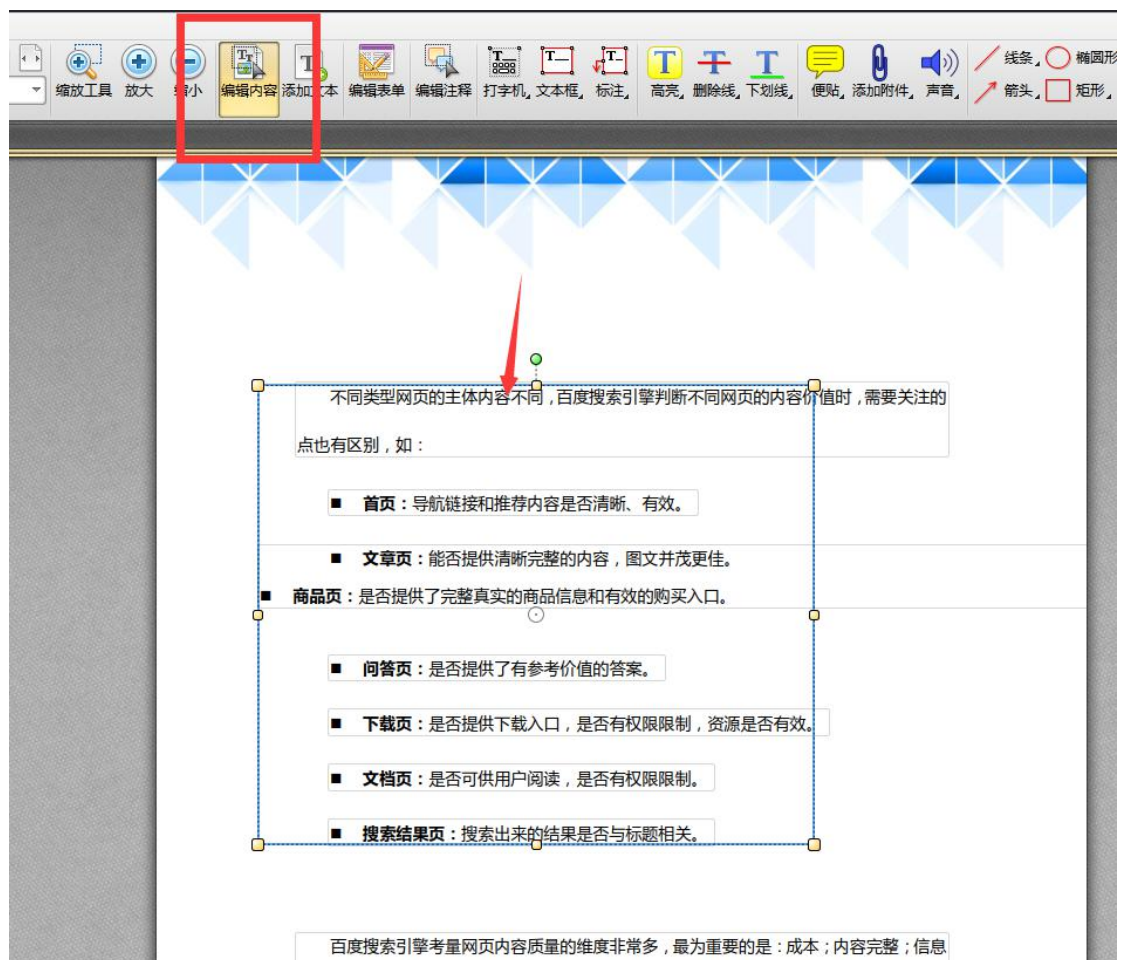 缩放工具 放大 缩小 编辑内容 添加文本 编辑表单 编辑注释 打字机 文本框 标注 高亮 删除线 下划线 便贴 添加附件 声音 线条 椭圆形
箭头 矩形
不同类型网页的主体内容不同，百度搜索引擎判断不同网页的内容价值时，需要关注的
点也有区别，如：
■ 首页：导航链接和推荐内容是否清晰、有效。
■ 文章页：能否提供清晰完整的内容，图文并茂更佳。
■ 商品页：是否提供了完整真实的商品信息和有效的购买入口。
■ 问答页：是否提供了有参考价值的答案。
■ 下载页：是否提供下载入口，是否有权限限制，资源是否有效。
■ 文档页：是否可供用户阅读，是否有权限限制。
■ 搜索结果页：搜索出来的结果是否与标题相关。
百度搜索引擎考量网页内容质量的维度非常多，最为重要的是：成本；内容完整；信息